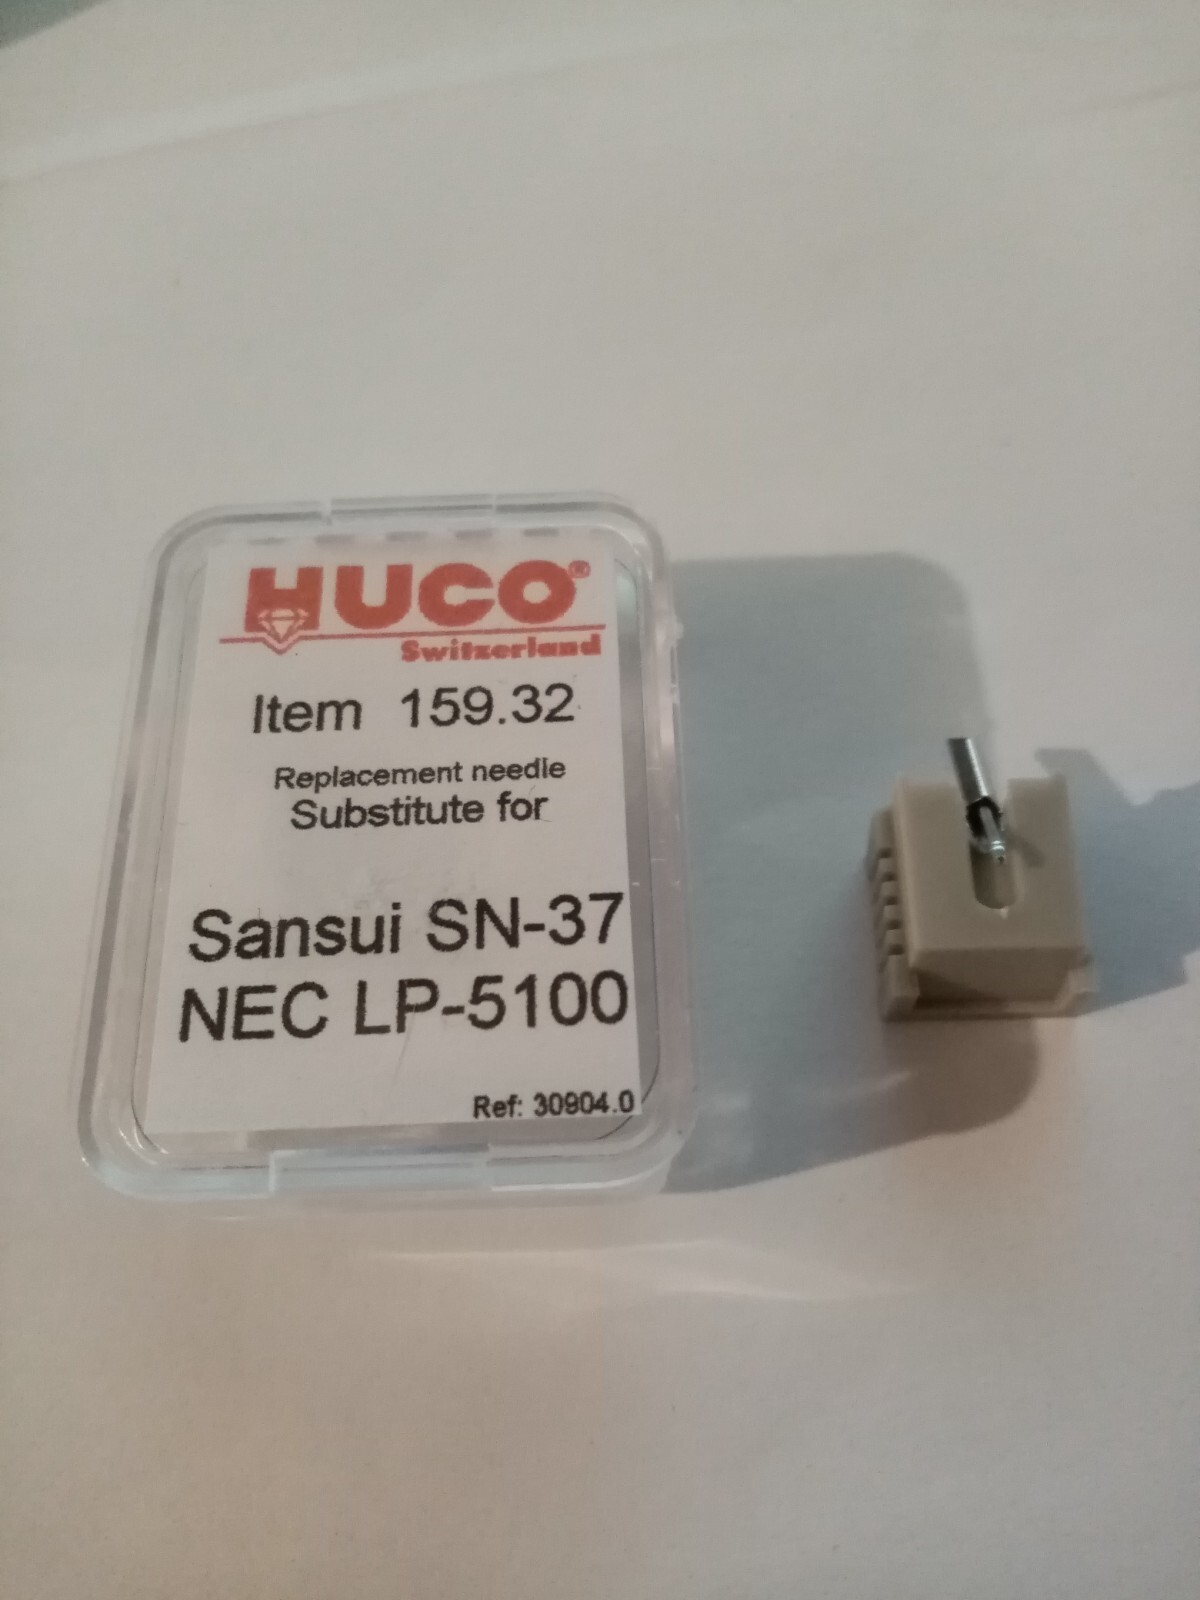 HUCO®
Switzerland
Item 159.32
Replacement needle
Substitute for
Sansui SN-37
NEC LP-5100
Ref: 30904.0